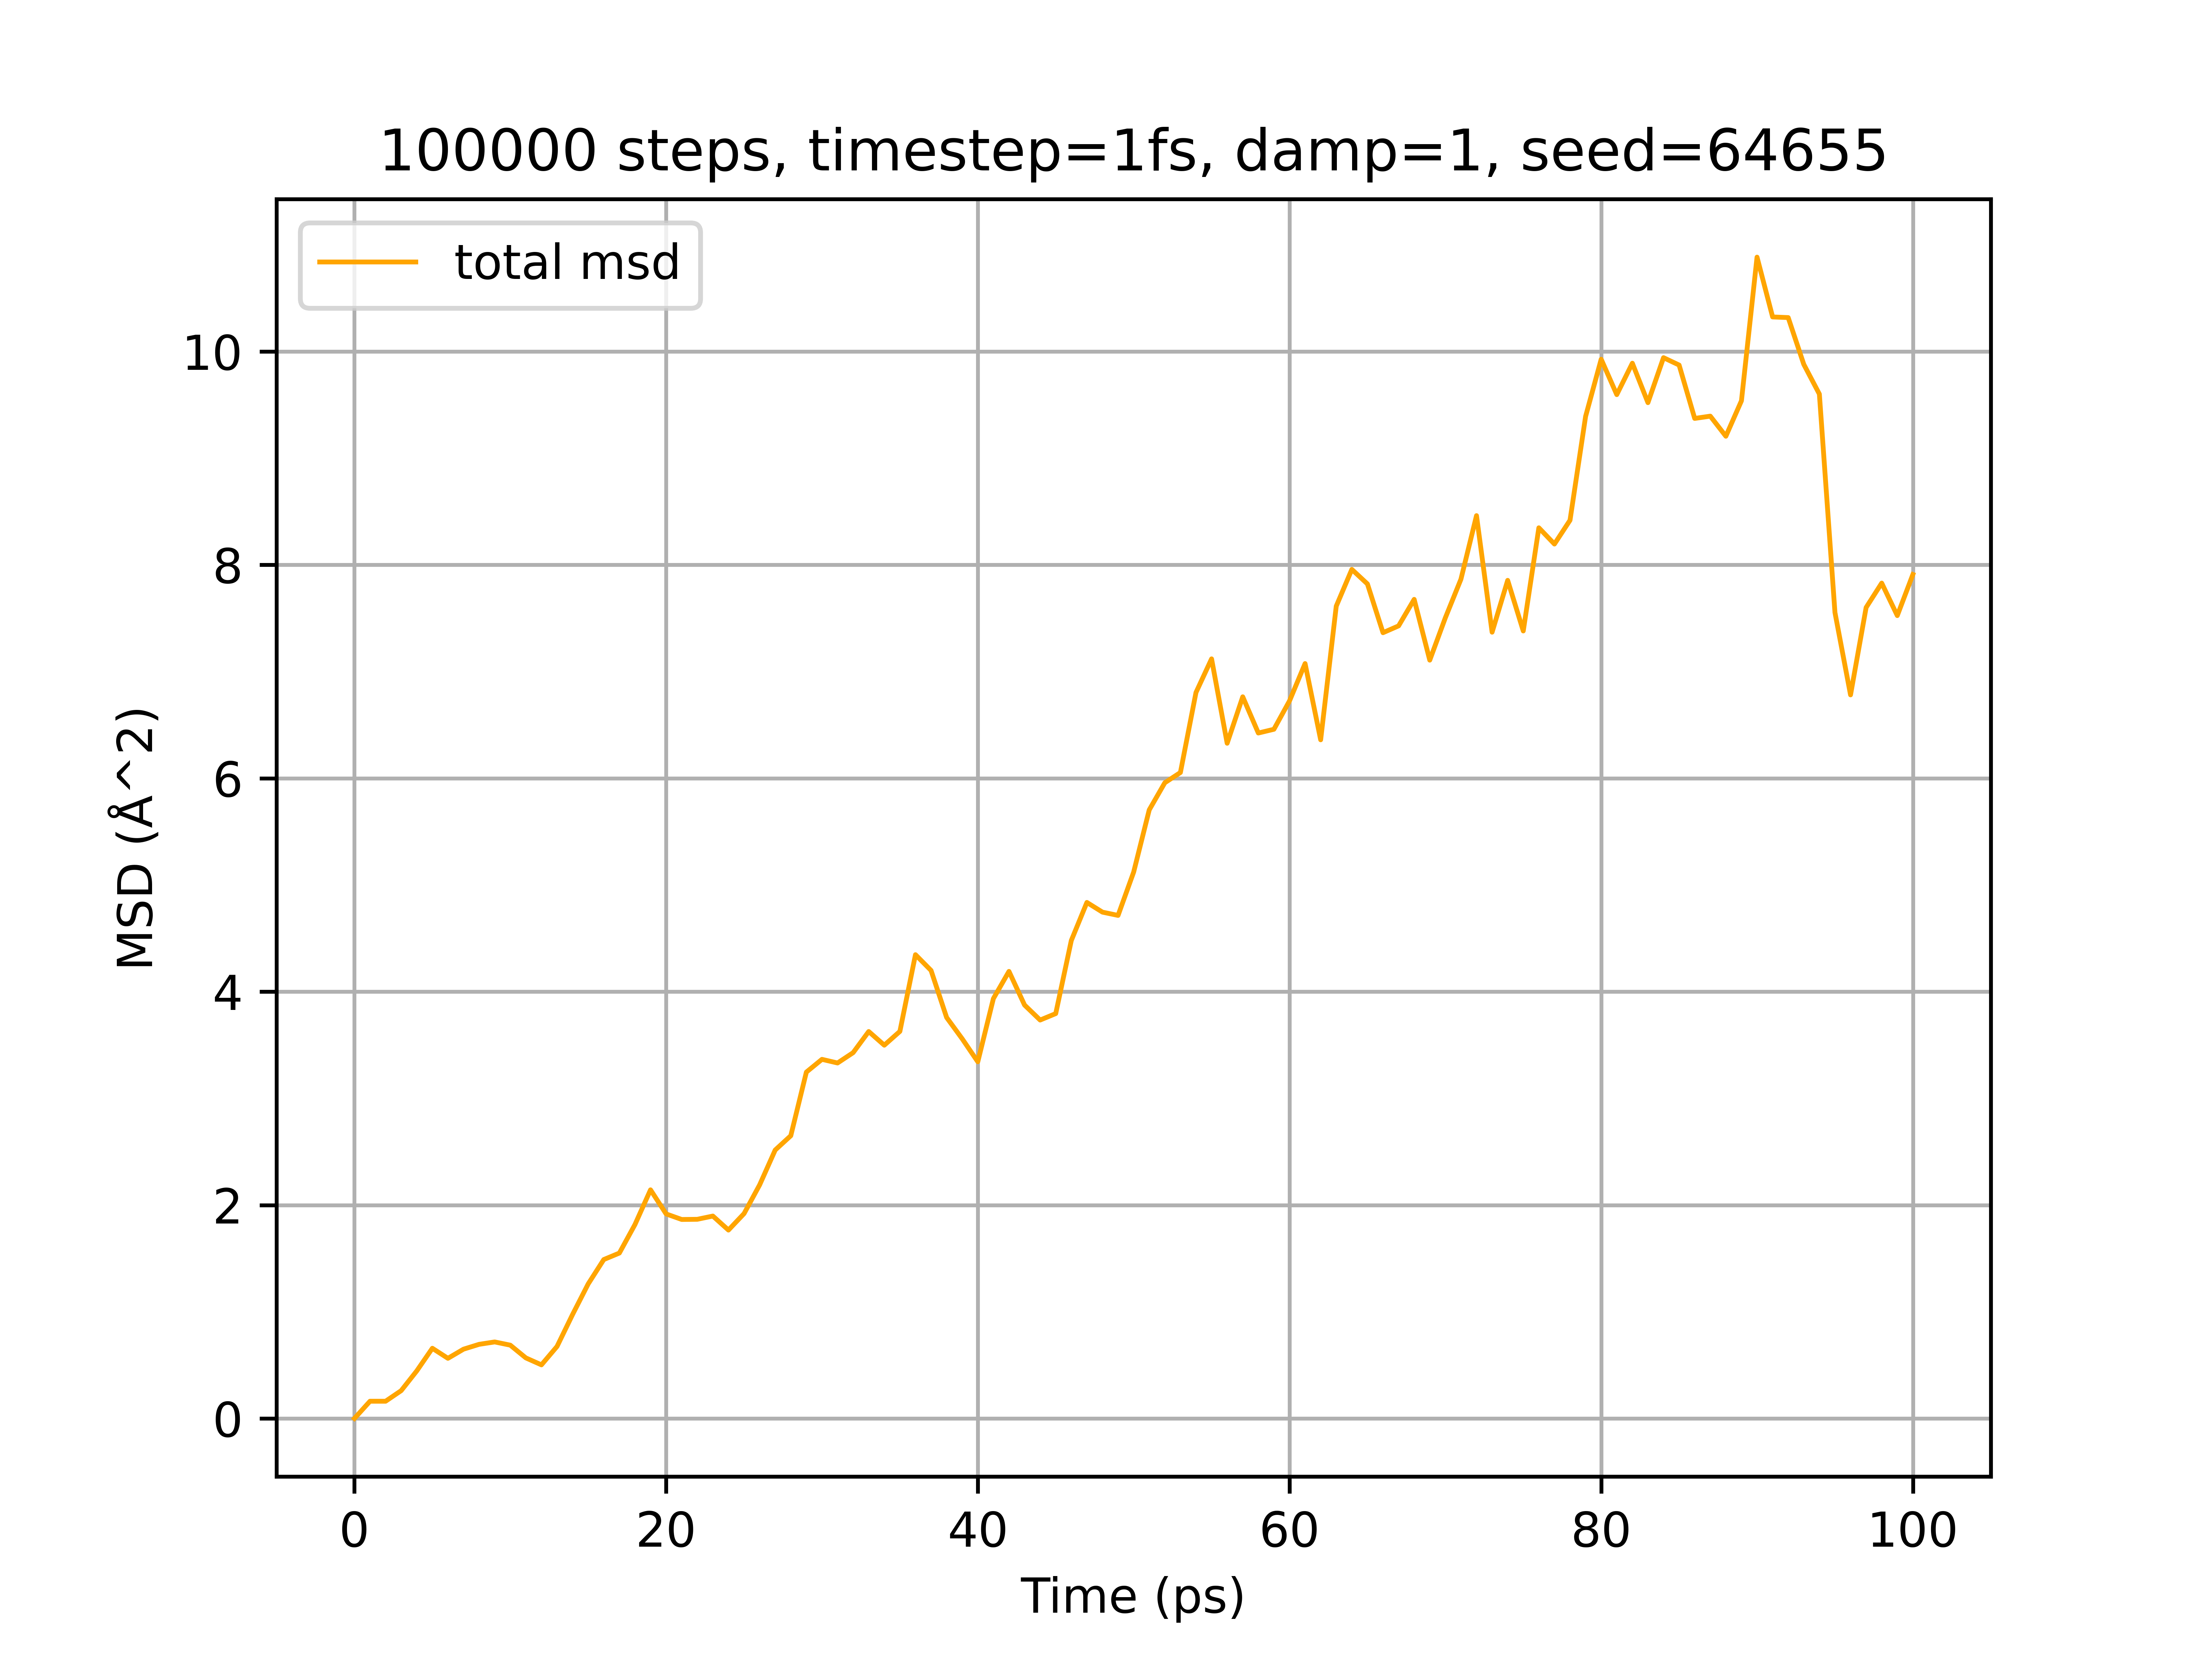 100000 steps, timestep=1fs, damp=1, seed=64655
total msd
10
8
6
4
2
0
MSD (Å^2)
0 20 40 60 80 100
Time (ps)